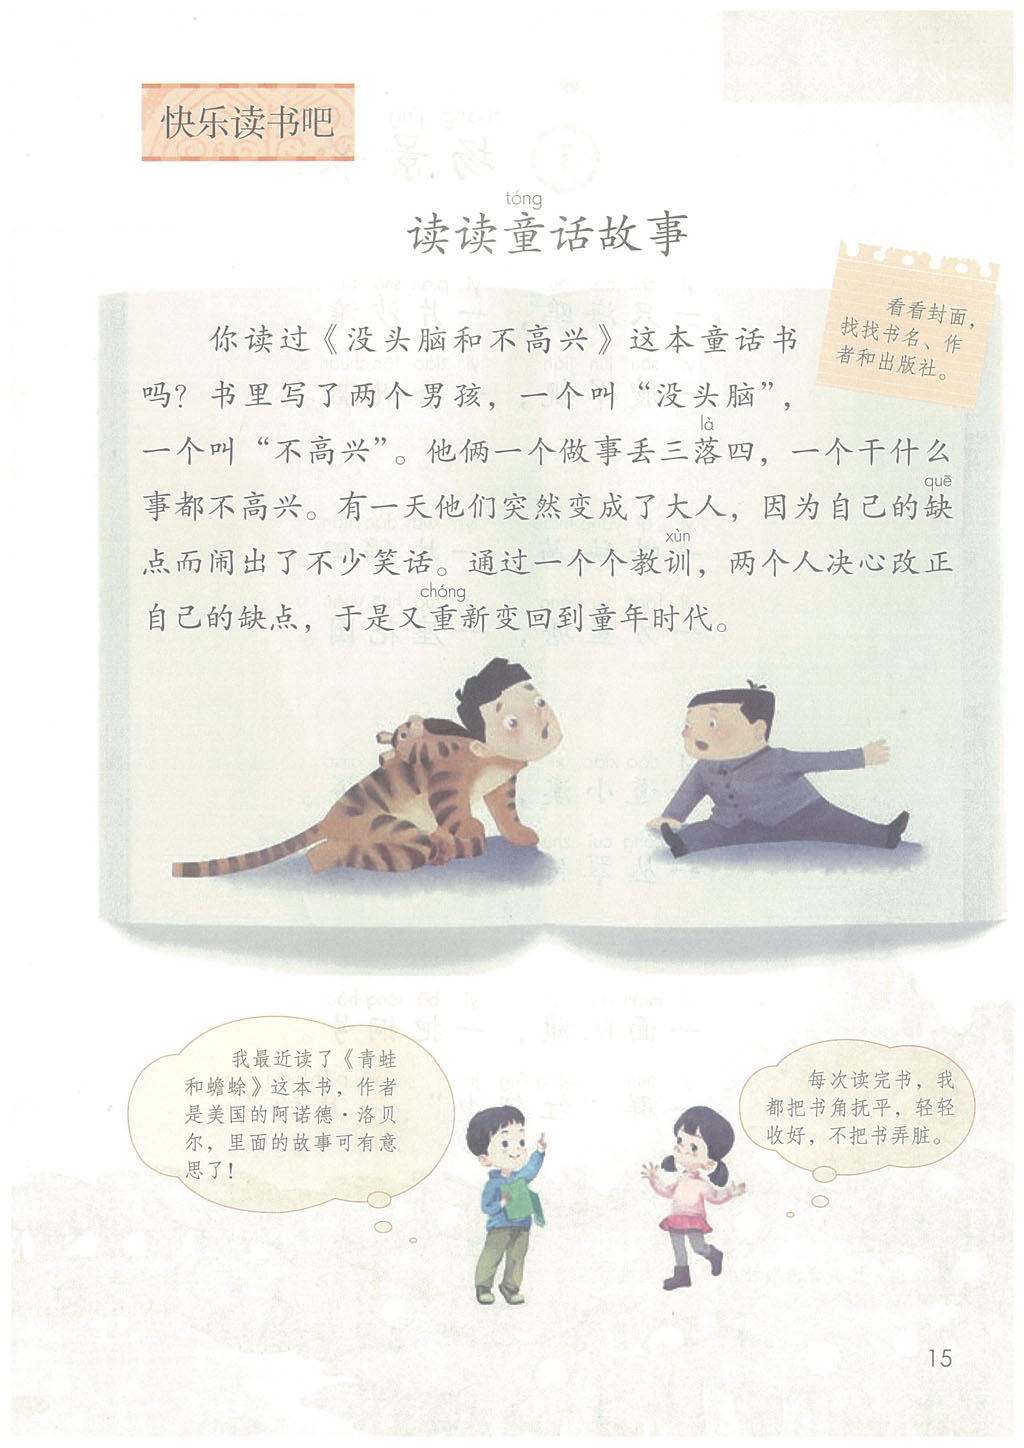 快乐读书吧
tóng
读读童话故事
看看封面，
找找书名、作
者和出版社。
你读过《没头脑和不高兴》这本童话书
吗？书里写了两个男孩，一个叫“没头脑”，
là
一个叫“不高兴”。他俩一个做事丢三落四，一个干什么
quē
事都不高兴。有一天他们突然变成了大人，因为自己的缺
xùn
点而闹出了不少笑话。通过一个个教训，两个人决心改正
chóng
自己的缺点，于是又重新变回到童年时代。
我最近读了《青蛙
和蟾蜍》这本书，作者
是美国的阿诺德·洛贝
尔，里面的故事可有意
思了！
每次读完书，我
都把书角抚平，轻轻
收好，不把书弄脏。
15